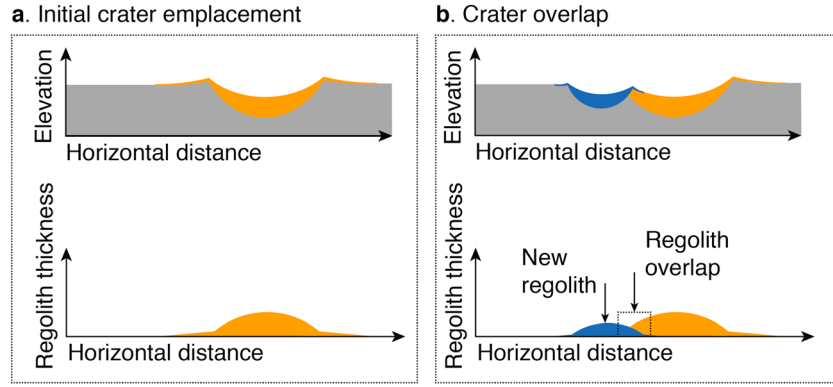 a. Initial crater emplacement
Elevation
Horizontal distance
Regolith thickness
Horizontal distance
b. Crater overlap
Elevation
Horizontal distance
Regolith thickness
New
regolith
Regolith
overlap
Horizontal distance